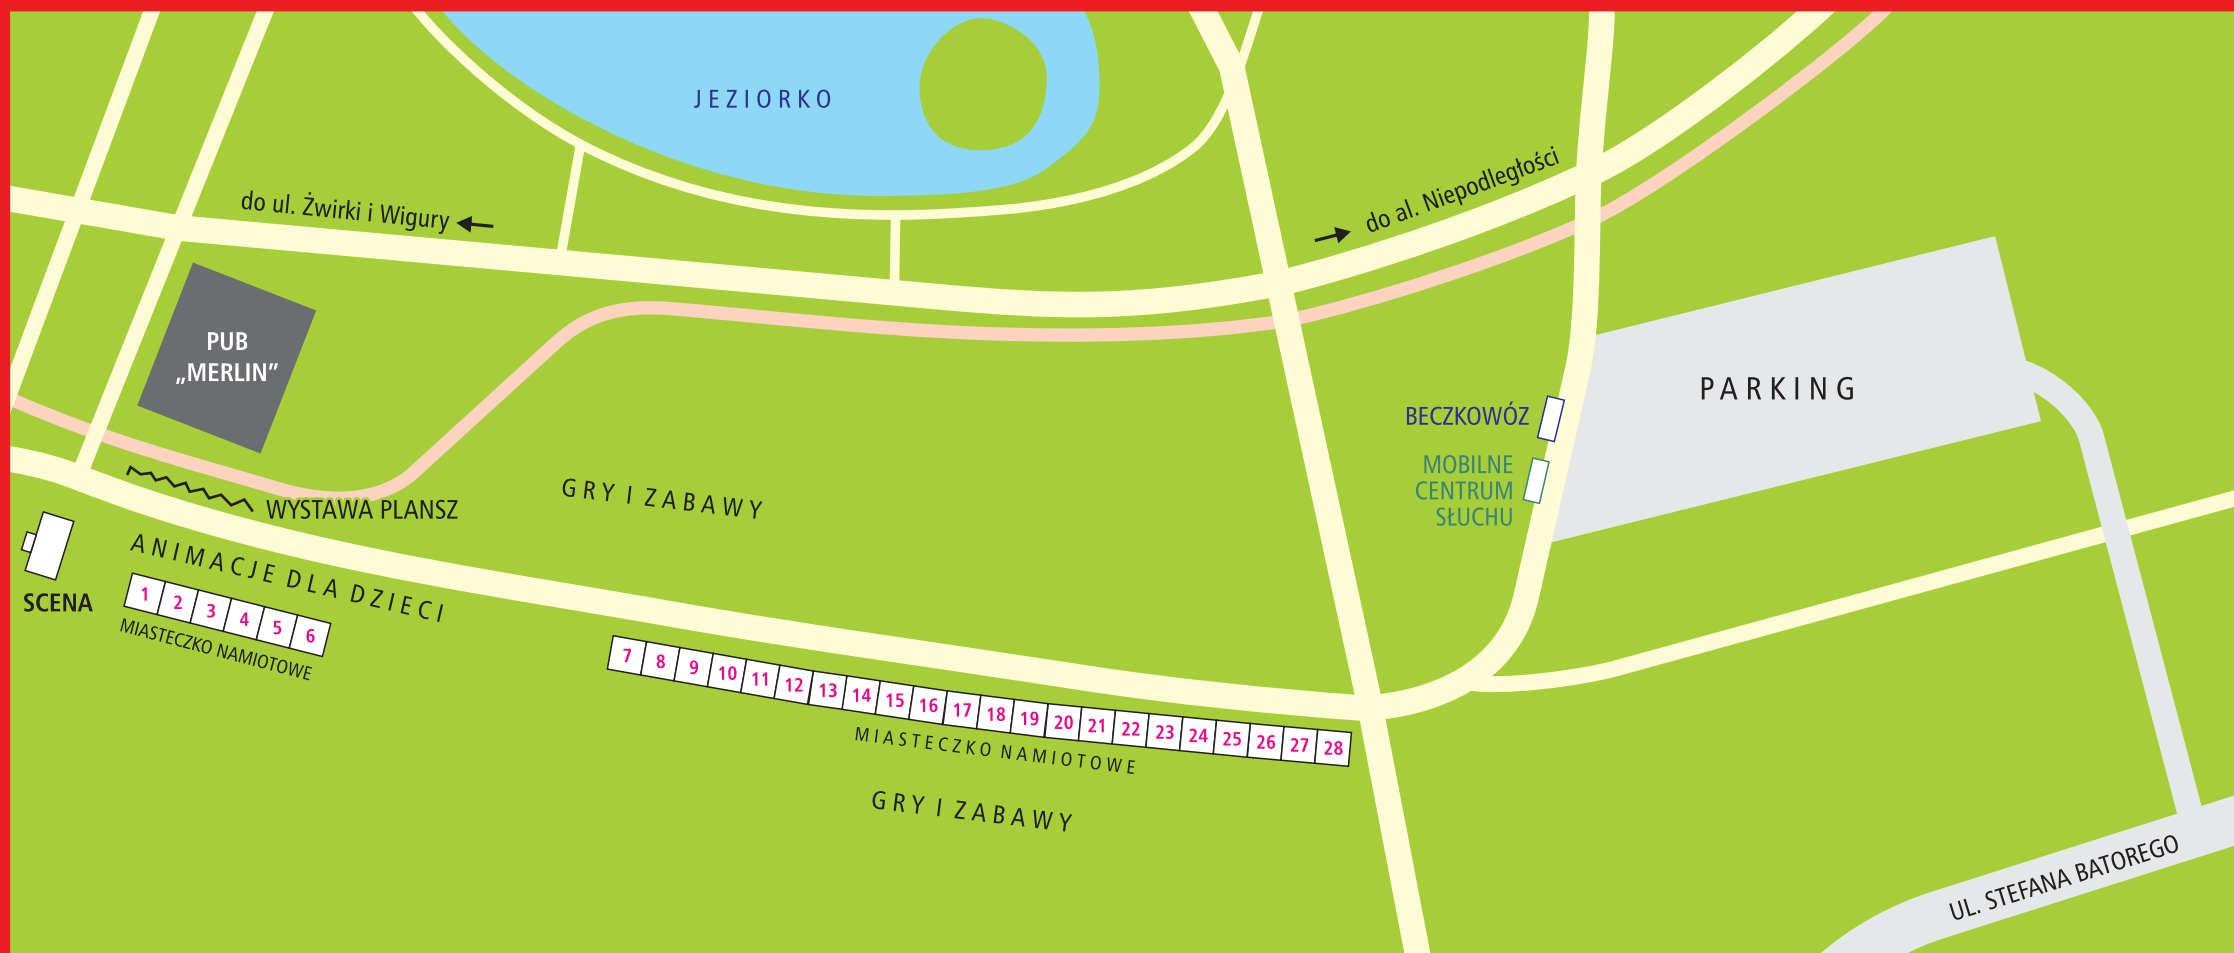 JEZIORKO
do ul. Żwirki i Wigury
do al. Niepodległości
PUB
„MERLIN”
PARKING
BECZKOWÓZ
MOBILNE
CENTRUM
SŁUCHU
GRY I ZABAWY
WYSTAWA PLANSZ
ANIMACJE DLA DZIECI
SCENA
1 2 3 4 5 6
MIASTECZKO NAMIOTOWE
7 8 9 10 11 12 13 14 15 16 17 18 19 20 21 22 23 24 25 26 27 28
MIASTECZKO NAMIOTOWE
GRY I ZABAWY
UL. STEFANA BATOREGO